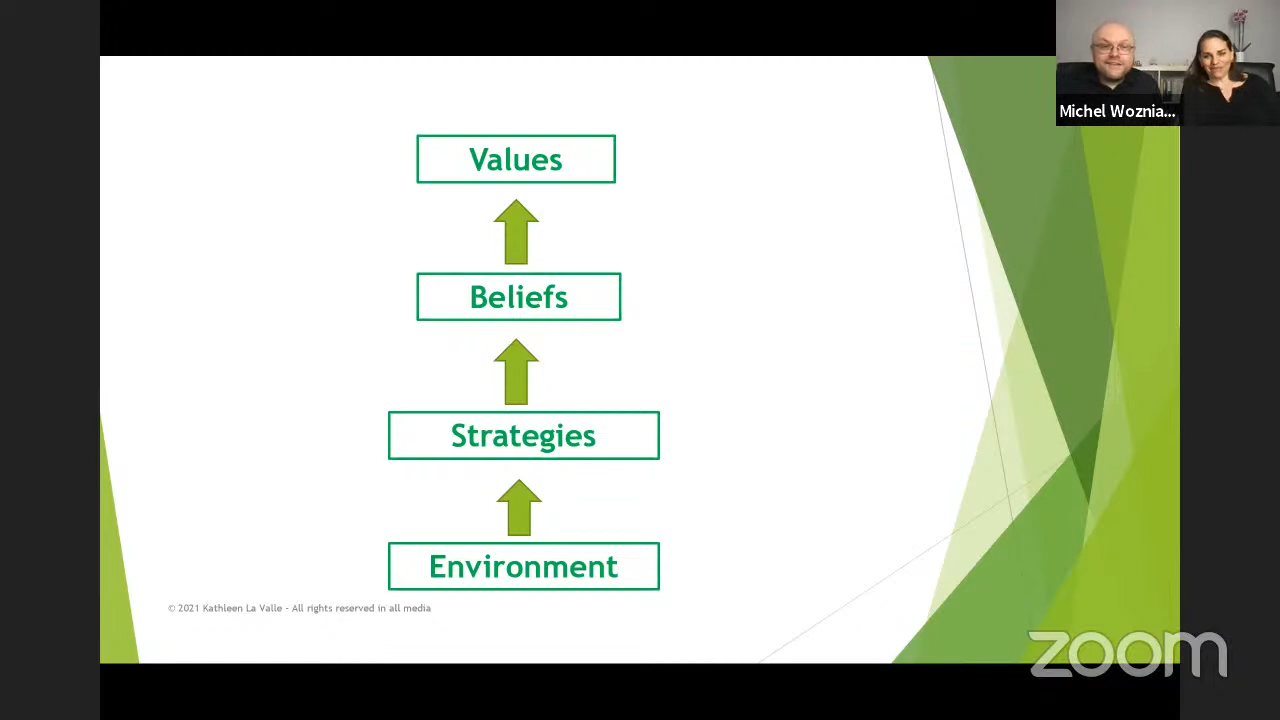 Michel Woznia...
Values
Beliefs
Strategies
Environment
© 2021 Kathleen La Valle - All rights reserved in all media
zoom